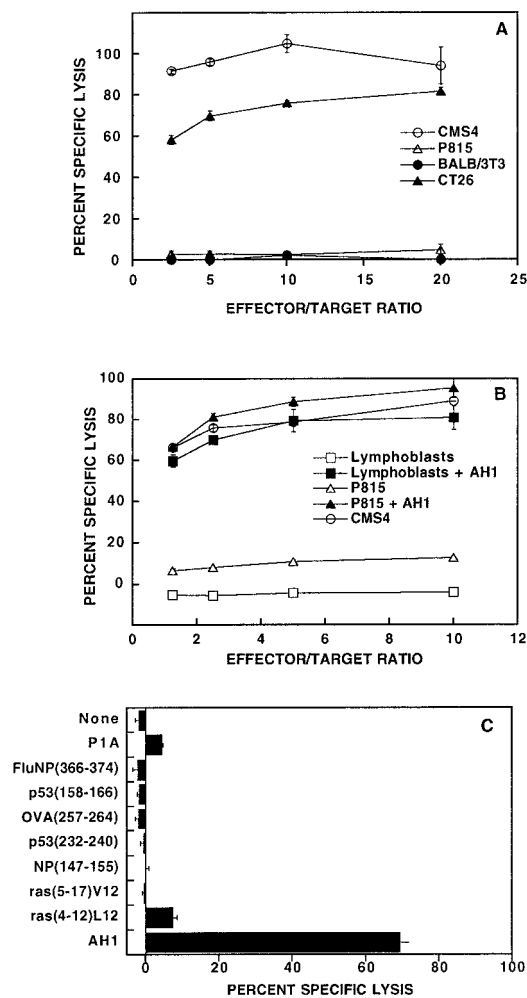 A
PERCENT SPECIFIC LYSIS
100
80
60
40
20
0
CMS4
P815
BALB/3T3
CT26
0 5 10 15 20 25
EFFECTOR/TARGET RATIO
B
PERCENT SPECIFIC LYSIS
100
80
60
40
20
0
Lymphoblasts
Lymphoblasts + AH1
P815
P815 + AH1
CMS4
0 2 4 6 8 10 12
EFFECTOR/TARGET RATIO
C
None
P1A
FluNP(366-374)
p53(158-166)
OVA(257-264)
p53(232-240)
NP(147-155)
ras(5-17)V12
ras(4-12)L12
AH1
0 20 40 60 80 100
PERCENT SPECIFIC LYSIS